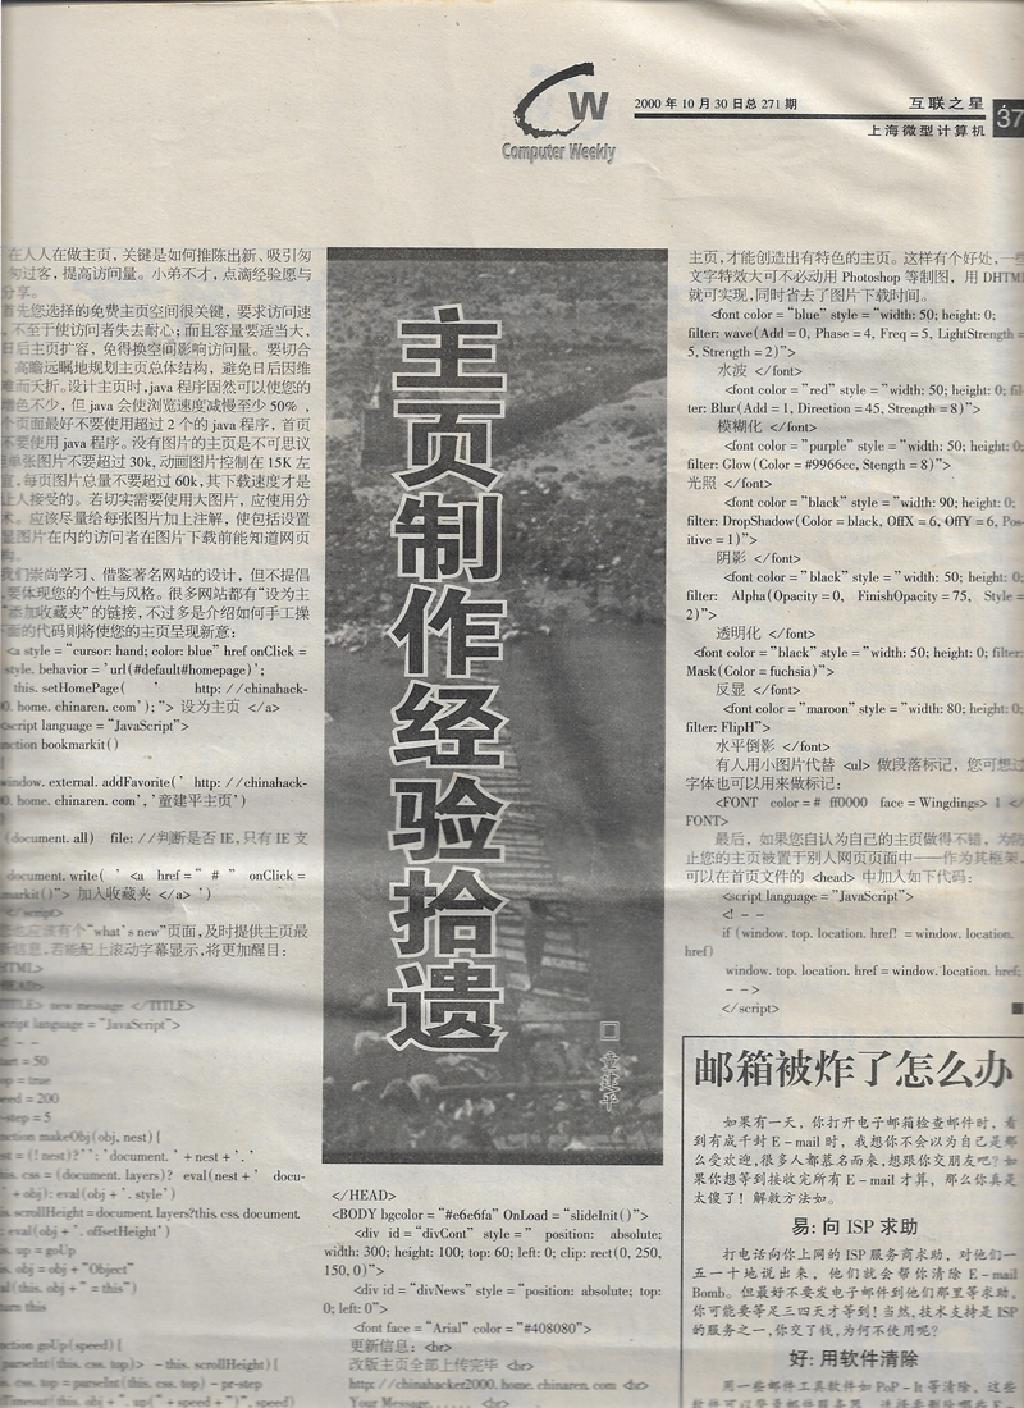 CW
Computer Weekly
2000 年 10 月 30 日总 271 期
互联之星
上海微型计算机
37
在人人在做主页，关键是如何推陈出新、吸引匆
匆过客，提高访问量。小弟不才，点滴经验愿与
分享。
首先您选择的免费主页空间很关键，要求访问速
，不至于使访问者失去耐心；而且容量要适当大，
日后主页扩容，免得换空间影响访问量。要切合
、高瞻远瞩地规划主页总体结构，避免日后因维
难而夭折。设计主页时，java 程序固然可以使您的
增色不少，但 java 会使浏览速度减慢至少 50%，
个页面最好不要使用超过 2 个的 java 程序，首页
不要使用 java 程序。没有图片的主页是不可思议
单张图片不要超过 30k，动画图片控制在 15K 左
宜，每页图片总量不要超过 60k，其下载速度才是
让人接受的。若切实需要使用大图片，应使用分
术。应该尽量给每张图片加上注解，使包括设置
显图片在内的访问者在图片下载前能知道网页
构。
我们崇尚学习、借鉴著名网站的设计，但不提倡
，要体现您的个性与风格。很多网站都有“设为主
“添加收藏夹”的链接，不过多是介绍如何手工操
下面的代码则将使您的主页呈现新意：
<a style = "cursor: hand; color: blue" href onClick =
style. behavior = 'url(#default#homepage)';
this. setHomePage( ' http: //chinahack-
0. home. chinaren. com'); "> 设为主页 </a>
<script language = "JavaScript">
nction bookmarkit()
window. external. addFavorite( ' http: //chinahack-
0. home. chinaren. com', '童建平主页')
(document. all) file: //判断是否 IE, 只有 IE 支
document. write( ' <a href = " # " onClick =
markit()"> 加入收藏夹 </a> ')
</script>
您也应该有个“what's new”页面，及时提供主页最
新信息，若能配上滚动字幕显示，将更加醒目：
HTML>
HEAD>
TITLE> new message </TITLE>
cript language = "JavaScript">
! - -
tart = 50
op = true
eed = 200
-step = 5
nction makeObj(obj, nest){
st = (! nest)?'': 'document. ' + nest + '. '
his. css = (document. layers)? eval(nest + ' docu-
' + obj): eval(obj + '. style')
is. scrollHeight = document. layers?this. css. document.
: eval(obj + '. offsetHeight')
is. up = goUp
is. obj = obj + "Object"
al(this. obj + " = this")
turn this
nction goUp(speed){
parseInt(this. css. top)> - this. scrollHeight){
is. css. top = parseInt(this. css. top) - pr-step
tTimeout(this. obj + ". up(" + speed + ")", speed)
主页制作经验拾遗
□ 童建平
</HEAD>
<BODY bgcolor = "#e6e6fa" OnLoad = "slideInit()">
<div id = "divCont" style = " position: absolute;
width: 300; height: 100; top: 60; left: 0; clip: rect(0, 250,
150, 0)">
<div id = "divNews" style = "position: absolute; top:
0; left: 0">
<font face = "Arial" color = "#408080">
更新信息：<br>
改版主页全部上传完毕 <br>
http: //chinahacker2000. home. chinaren. com <br>
Your Message...... <br>
主页，才能创造出有特色的主页。这样有个好处，一些
文字特效大可不必动用 Photoshop 等制图，用 DHTM
就可实现，同时省去了图片下载时间。
<font color = "blue" style = "width: 50; height: 0;
filter: wave(Add = 0, Phase = 4, Freq = 5, LightStrength =
5, Strength = 2)">
水波 </font>
<font color = "red" style = "width: 50; height: 0; fil-
ter: Blur(Add = 1, Direction = 45, Strength = 8)">
模糊化 </font>
<font color = "purple" style = "width: 50; height: 0;
filter: Glow(Color = #9966cc, Stength = 8)">
光照 </font>
<font color = "black" style = "width: 90; height: 0;
filter: DropShadow(Color = black, OffX = 6, OffY = 6, Pos-
itive = 1)">
阴影 </font>
<font color = "black" style = "width: 50; height: 0;
filter: Alpha(Opacity = 0, FinishOpacity = 75, Style =
2)">
透明化 </font>
<font color = "black" style = "width: 50; height: 0; filter:
Mask(Color = fuchsia)">
反显 </font>
<font color = "maroon" style = "width: 80; height: 0;
filter: FlipH">
水平倒影 </font>
有人用小图片代替 <ul> 做段落标记，您可想过
字体也可以用来做标记：
<FONT color = # ff0000 face = Wingdings> l </
FONT>
最后，如果您自认为自己的主页做得不错，为防
止您的主页被置于别人网页页面中——作为其框架，
可以在首页文件的 <head> 中加入如下代码：
<script language = "JavaScript">
<! - -
if (window. top. location. href! = window. location.
href)
window. top. location. href = window. location. href;
- - >
</script>
■
邮箱被炸了怎么办
如果有一天，你打开电子邮箱检查邮件时，看
到有成千封 E-mail 时，我想你不会以为自己是那
么受欢迎，很多人都慕名而来，想跟你交朋友吧？如
果你想等到接收完所有 E-mail 才算，那么你真是
太傻了！解救方法如。
易：向 ISP 求助
打电话向你上网的 ISP 服务商求助，对他们一
五一十地说出来，他们就会帮你清除 E-mail
Bomb。但最好不要发电子邮件到他们那里等求助，
你可能要等足三四天才等到！当然，技术支持是 ISP
的服务之一，你交了钱，为何不使用呢？
好：用软件清除
用一些邮件工具软件如 PoP-It 等清除，这些